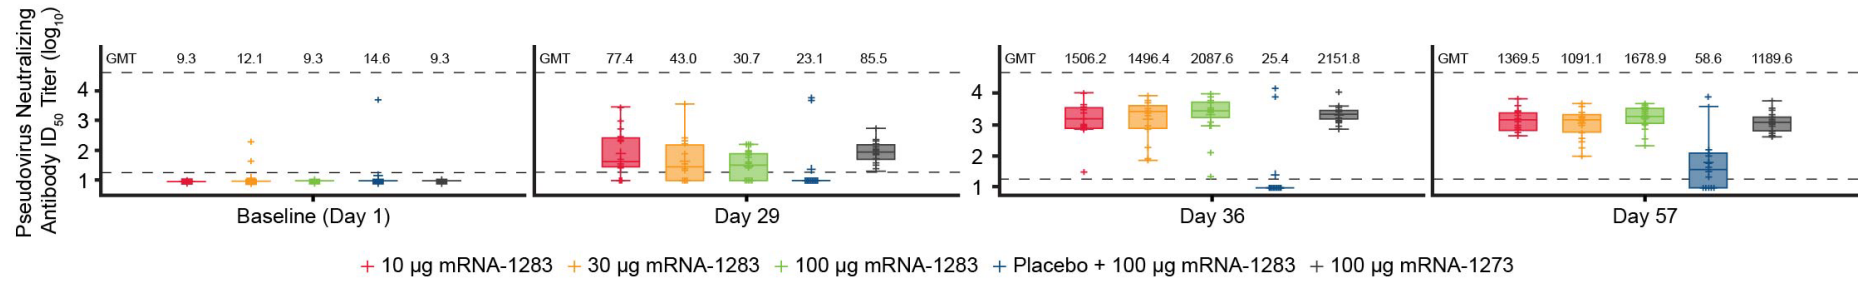 Pseudovirus Neutralizing
Antibody ID50 Titer (log10)
GMT 9.3 12.1 9.3 14.6 9.3
GMT 77.4 43.0 30.7 23.1 85.5
GMT 1506.2 1496.4 2087.6 25.4 2151.8
GMT 1369.5 1091.1 1678.9 58.6 1189.6
4
3
2
1
4
3
2
1
Baseline (Day 1)
Day 29
Day 36
Day 57
10 µg mRNA-1283
30 µg mRNA-1283
100 µg mRNA-1283
Placebo + 100 µg mRNA-1283
100 µg mRNA-1273